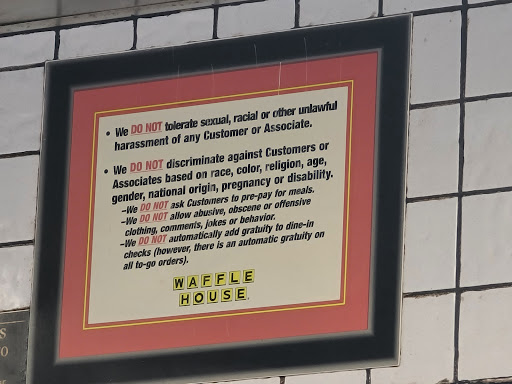 • We DO NOT tolerate sexual, racial or other unlawful
harassment of any Customer or Associate.
• We DO NOT discriminate against Customers or
Associates based on race, color, religion, age,
gender, national origin, pregnancy or disability.
–We DO NOT ask Customers to pre-pay for meals.
–We DO NOT allow abusive, obscene or offensive
clothing, comments, jokes or behavior.
–We DO NOT automatically add gratuity to dine-in
checks (however, there is an automatic gratuity on
all to-go orders).
WAFFLE
HOUSE